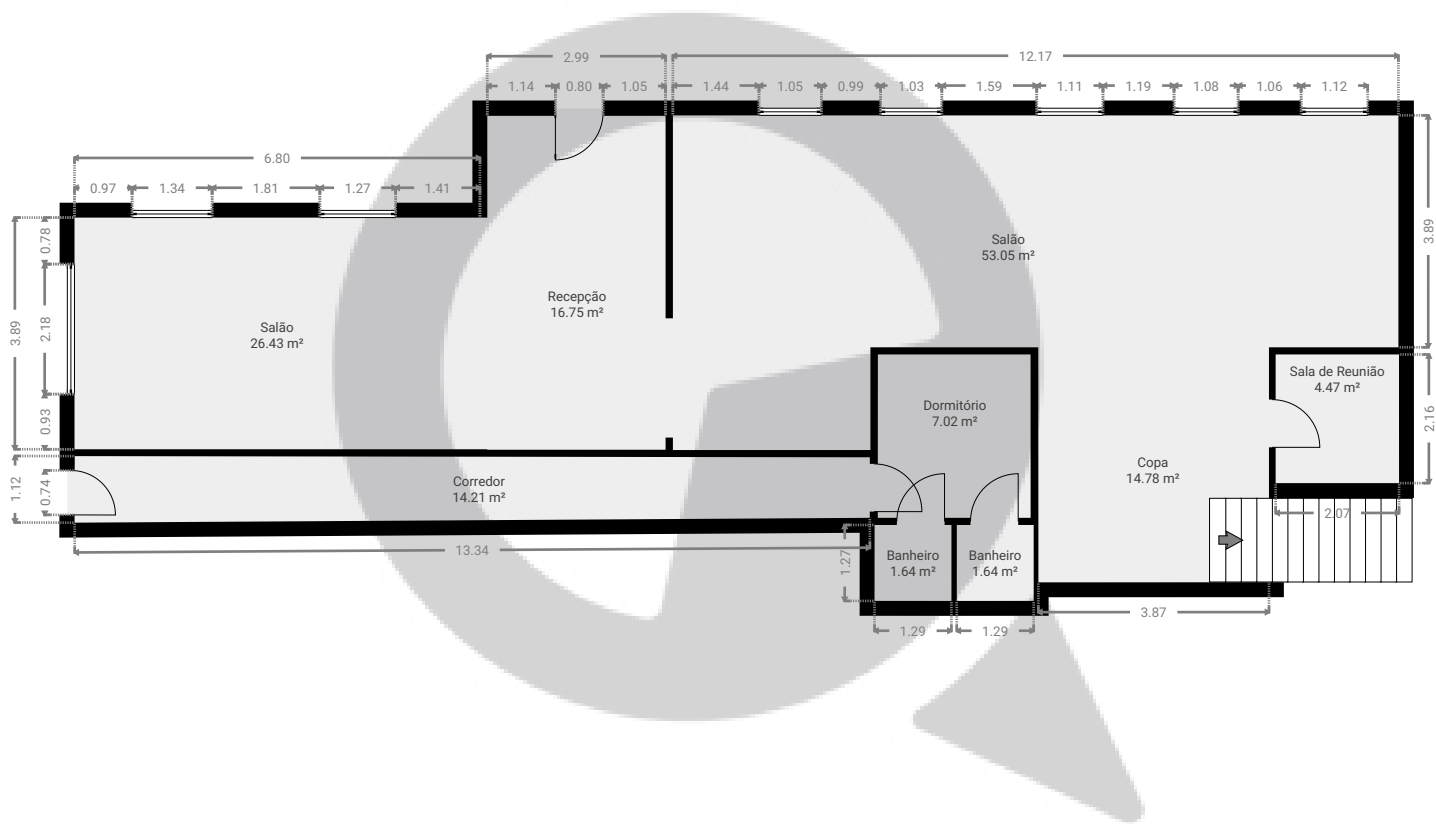 2.99
12.17
1.14
0.80
1.05
1.44
1.05
0.99
1.03
1.59
1.11
1.19
1.08
1.06
1.12
6.80
0.97
1.34
1.81
1.27
1.41
3.89
0.78
2.18
0.93
3.89
Salão
53.05 m²
Recepção
16.75 m²
Salão
26.43 m²
Sala de Reunião
4.47 m²
Dormitório
7.02 m²
2.16
Copa
14.78 m²
Corredor
14.21 m²
1.12
0.74
2.07
13.34
1.27
Banheiro
1.64 m²
Banheiro
1.64 m²
3.87
1.29
1.29